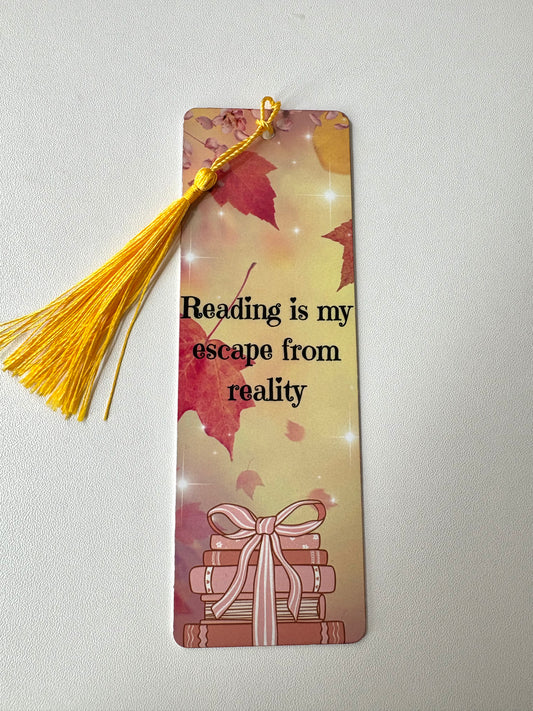 Reading is my
escape from
reality